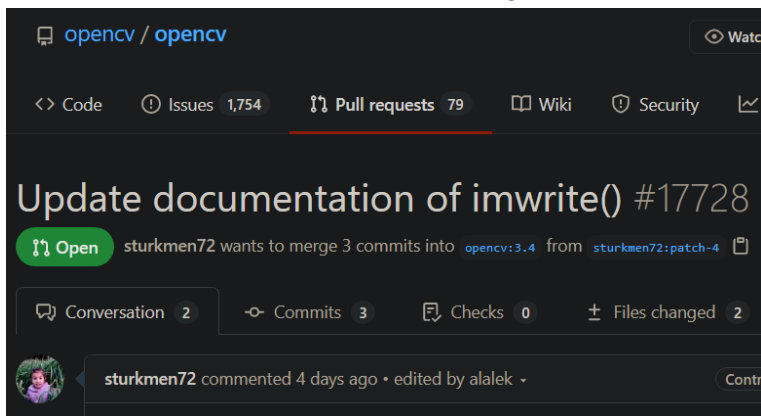 opencv / opencv
Code Issues 1,754 Pull requests 79 Wiki Security
Update documentation of imwrite() #17728
Open sturkmen72 wants to merge 3 commits into opencv:3.4 from sturkmen72:patch-4
Conversation 2 Commits 3 Checks 0 Files changed 2
sturkmen72 commented 4 days ago • edited by alalek